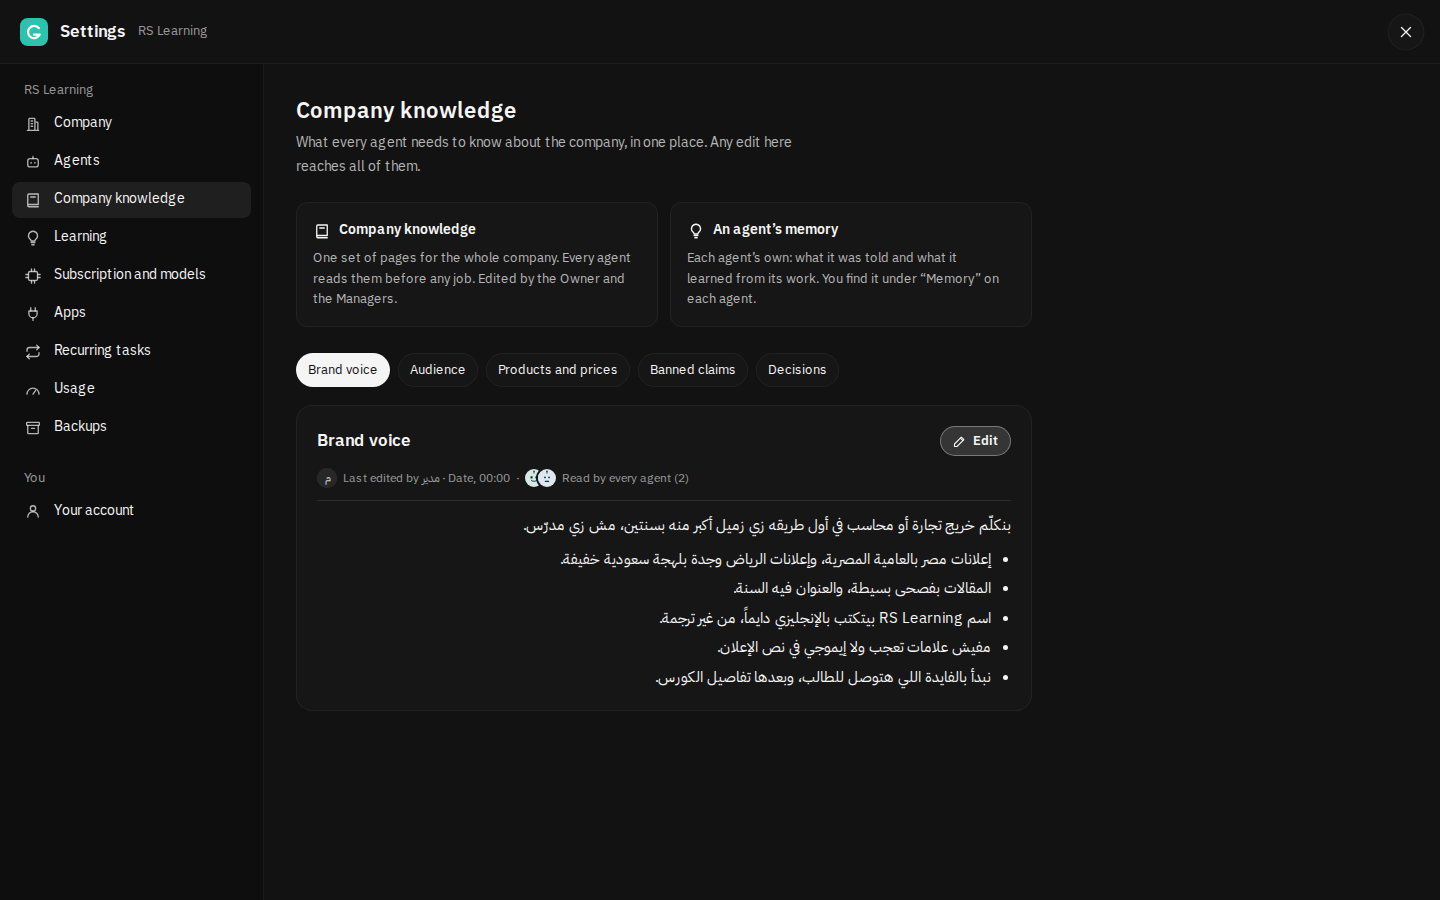 Settings RS Learning
RS Learning
Company
Agents
Company knowledge
Learning
Subscription and models
Apps
Recurring tasks
Usage
Backups
You
Your account
Company knowledge
What every agent needs to know about the company, in one place. Any edit here
reaches all of them.
Company knowledge
One set of pages for the whole company. Every agent
reads them before any job. Edited by the Owner and
the Managers.
An agent’s memory
Each agent’s own: what it was told and what it
learned from its work. You find it under “Memory” on
each agent.
Brand voice
Audience
Products and prices
Banned claims
Decisions
Brand voice
Edit
م Last edited by مدير · Date, 00:00 · Read by every agent (2)
بنكلّم خريج تجارة أو محاسب في أول طريقه زي زميل أكبر منه بسنتين، مش زي مدرّس.
• إعلانات مصر بالعامية المصرية، وإعلانات الرياض وجدة بلهجة سعودية خفيفة.
• المقالات بفصحى بسيطة، والعنوان فيه السنة.
• اسم RS Learning بيتكتب بالإنجليزي دايماً، من غير ترجمة.
• مفيش علامات تعجب ولا إيموجي في نص الإعلان.
• نبدأ بالفايدة اللي هتوصل للطالب، وبعدها تفاصيل الكورس.